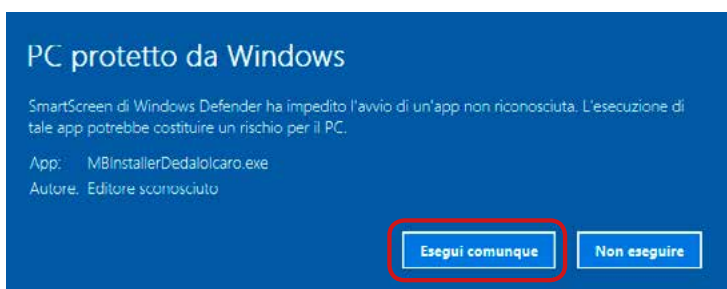 PC protetto da Windows
SmartScreen di Windows Defender ha impedito l'avvio di un'app non riconosciuta. L'esecuzione di
tale app potrebbe costituire un rischio per il PC.
App: MBInstallerDedaloIcaro.exe
Autore. Editore sconosciuto
Esegui comunque Non eseguire